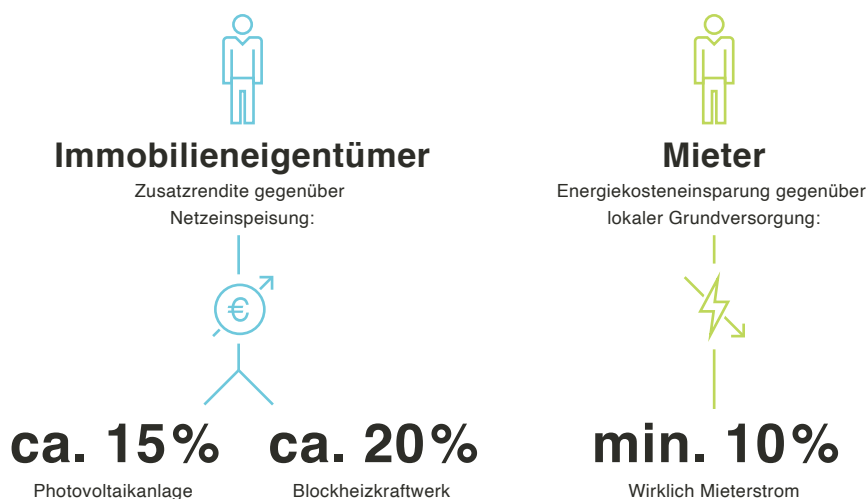 Immobilieneigentümer
Zusatzrendite gegenüber
Netzeinspeisung:
€
ca. 15%
Photovoltaikanlage
ca. 20%
Blockheizkraftwerk
Mieter
Energiekosteneinsparung gegenüber
lokaler Grundversorgung:
min. 10%
Wirklich Mieterstrom